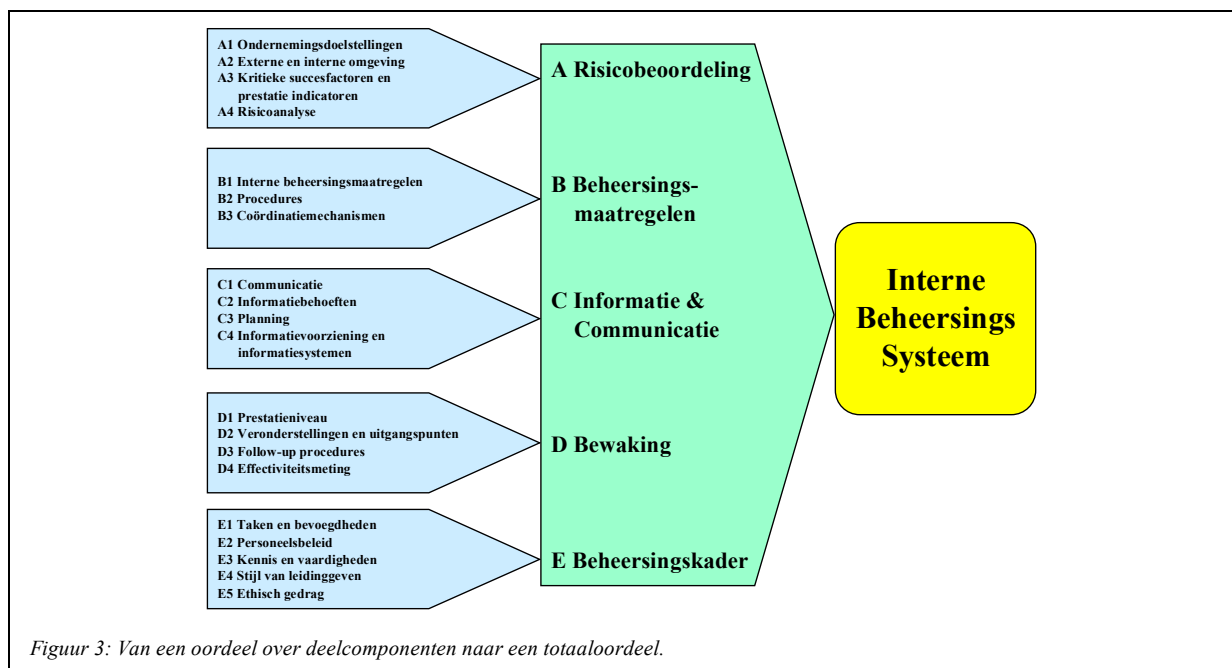 A1 Ondernemingsdoelstellingen
A2 Externe en interne omgeving
A3 Kritieke succesfactoren en
prestatie indicatoren
A4 Risicoanalyse
A Risicobeoordeling
B1 Interne beheersingsmaatregelen
B2 Procedures
B3 Coördinatiemechanismen
B Beheersings-
maatregelen
C1 Communicatie
C2 Informatiebehoeften
C3 Planning
C4 Informatievoorziening en
informatiesystemen
C Informatie &
Communicatie
D1 Prestatieniveau
D2 Veronderstellingen en uitgangspunten
D3 Follow-up procedures
D4 Effectiviteitsmeting
D Bewaking
E1 Taken en bevoegdheden
E2 Personeelsbeleid
E3 Kennis en vaardigheden
E4 Stijl van leidinggeven
E5 Ethisch gedrag
E Beheersingskader
Interne
Beheersings
Systeem
Figuur 3: Van een oordeel over deelcomponenten naar een totaaloordeel.